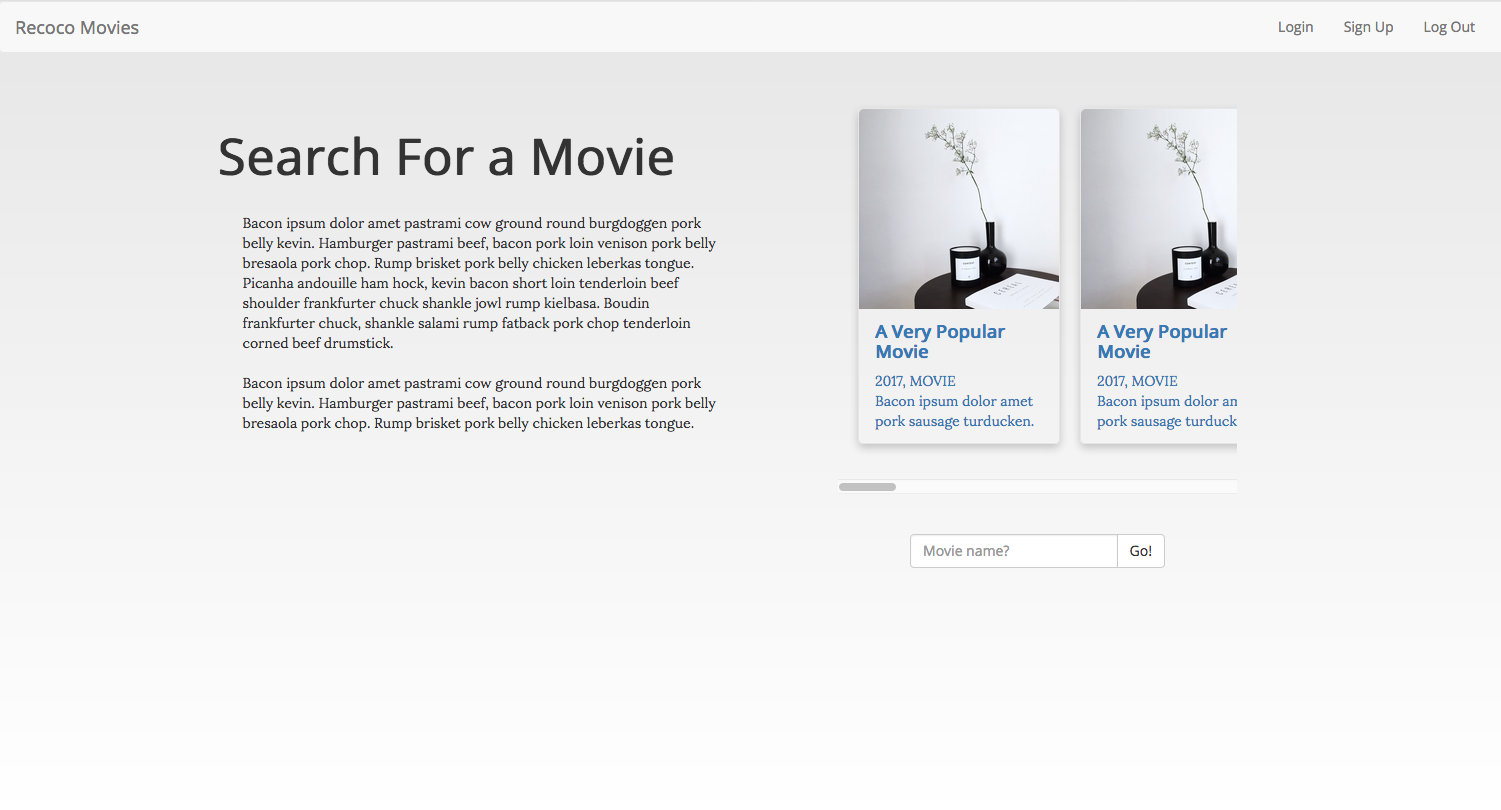 Recoco Movies
Login
Sign Up
Log Out
Search For a Movie
Bacon ipsum dolor amet pastrami cow ground round burgdoggen pork
belly kevin. Hamburger pastrami beef, bacon pork loin venison pork belly
bresaola pork chop. Rump brisket pork belly chicken leberkas tongue.
Picanha andouille ham hock, kevin bacon short loin tenderloin beef
shoulder frankfurter chuck shankle jowl rump kielbasa. Boudin
frankfurter chuck, shankle salami rump fatback pork chop tenderloin
corned beef drumstick.
Bacon ipsum dolor amet pastrami cow ground round burgdoggen pork
belly kevin. Hamburger pastrami beef, bacon pork loin venison pork belly
bresaola pork chop. Rump brisket pork belly chicken leberkas tongue.
CEREAL
A Very Popular
Movie
2017, MOVIE
Bacon ipsum dolor amet
pork sausage turducken.
A Very Popular
Movie
2017, MOVIE
Bacon ipsum dolor am
pork sausage turduck
Movie name?
Go!